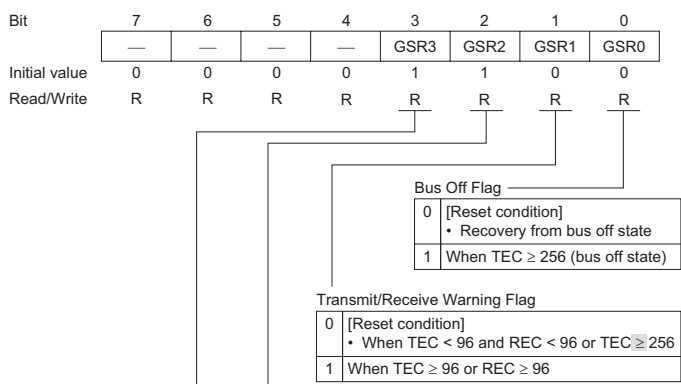 Bit 7 6 5 4 3 2 1 0
— — — — GSR3 GSR2 GSR1 GSR0
Initial value 0 0 0 0 1 1 0 0
Read/Write R R R R R R R R
Bus Off Flag
0 [Reset condition]
• Recovery from bus off state
1 When TEC ≥ 256 (bus off state)
Transmit/Receive Warning Flag
0 [Reset condition]
• When TEC < 96 and REC < 96 or TEC ≥ 256
1 When TEC ≥ 96 or REC ≥ 96